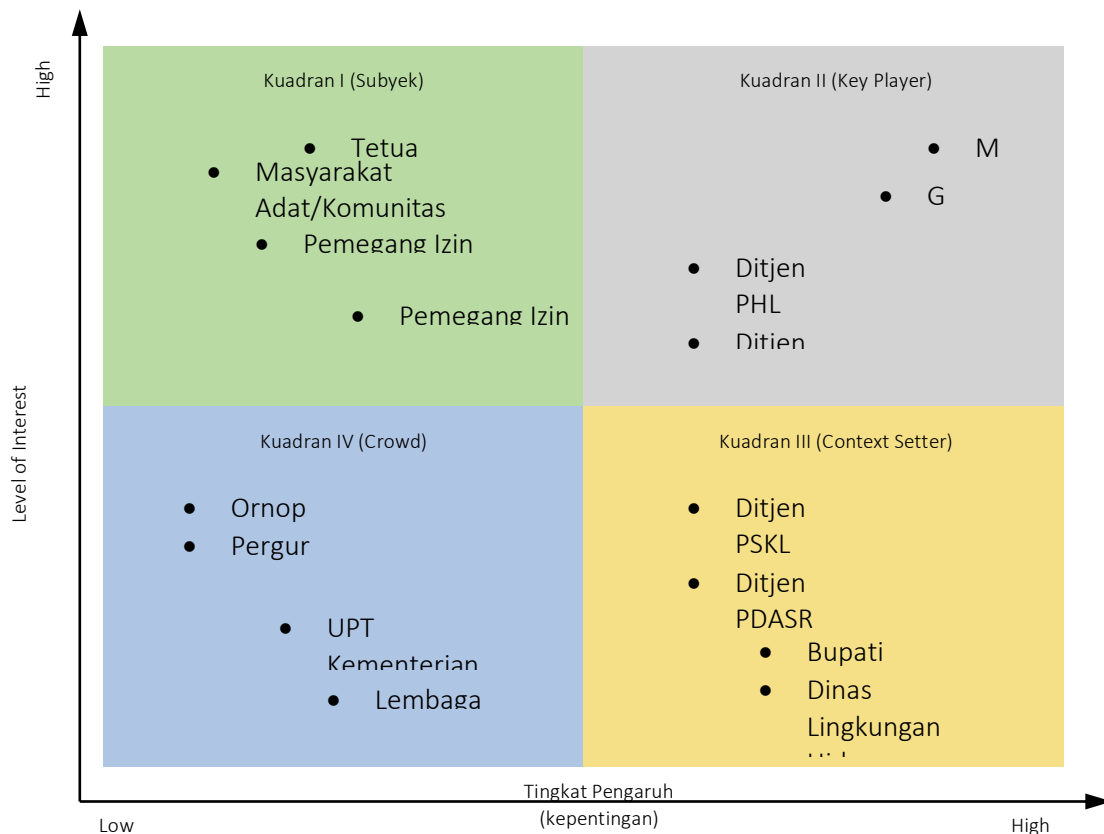 High
Level of Interest
Kuadran I (Subyek)
Tetua
Masyarakat
Adat/Komunitas
Pemegang Izin
Pemegang Izin
Kuadran II (Key Player)
M
G
Ditjen
PHL
Ditjen
Kuadran IV (Crowd)
Ornop
Pergur
UPT
Kementerian
Lembaga
Kuadran III (Context Setter)
Ditjen
PSKL
Ditjen
PDASR
Bupati
Dinas
Lingkungan
Tingkat Pengaruh
(kepentingan)
Low
High